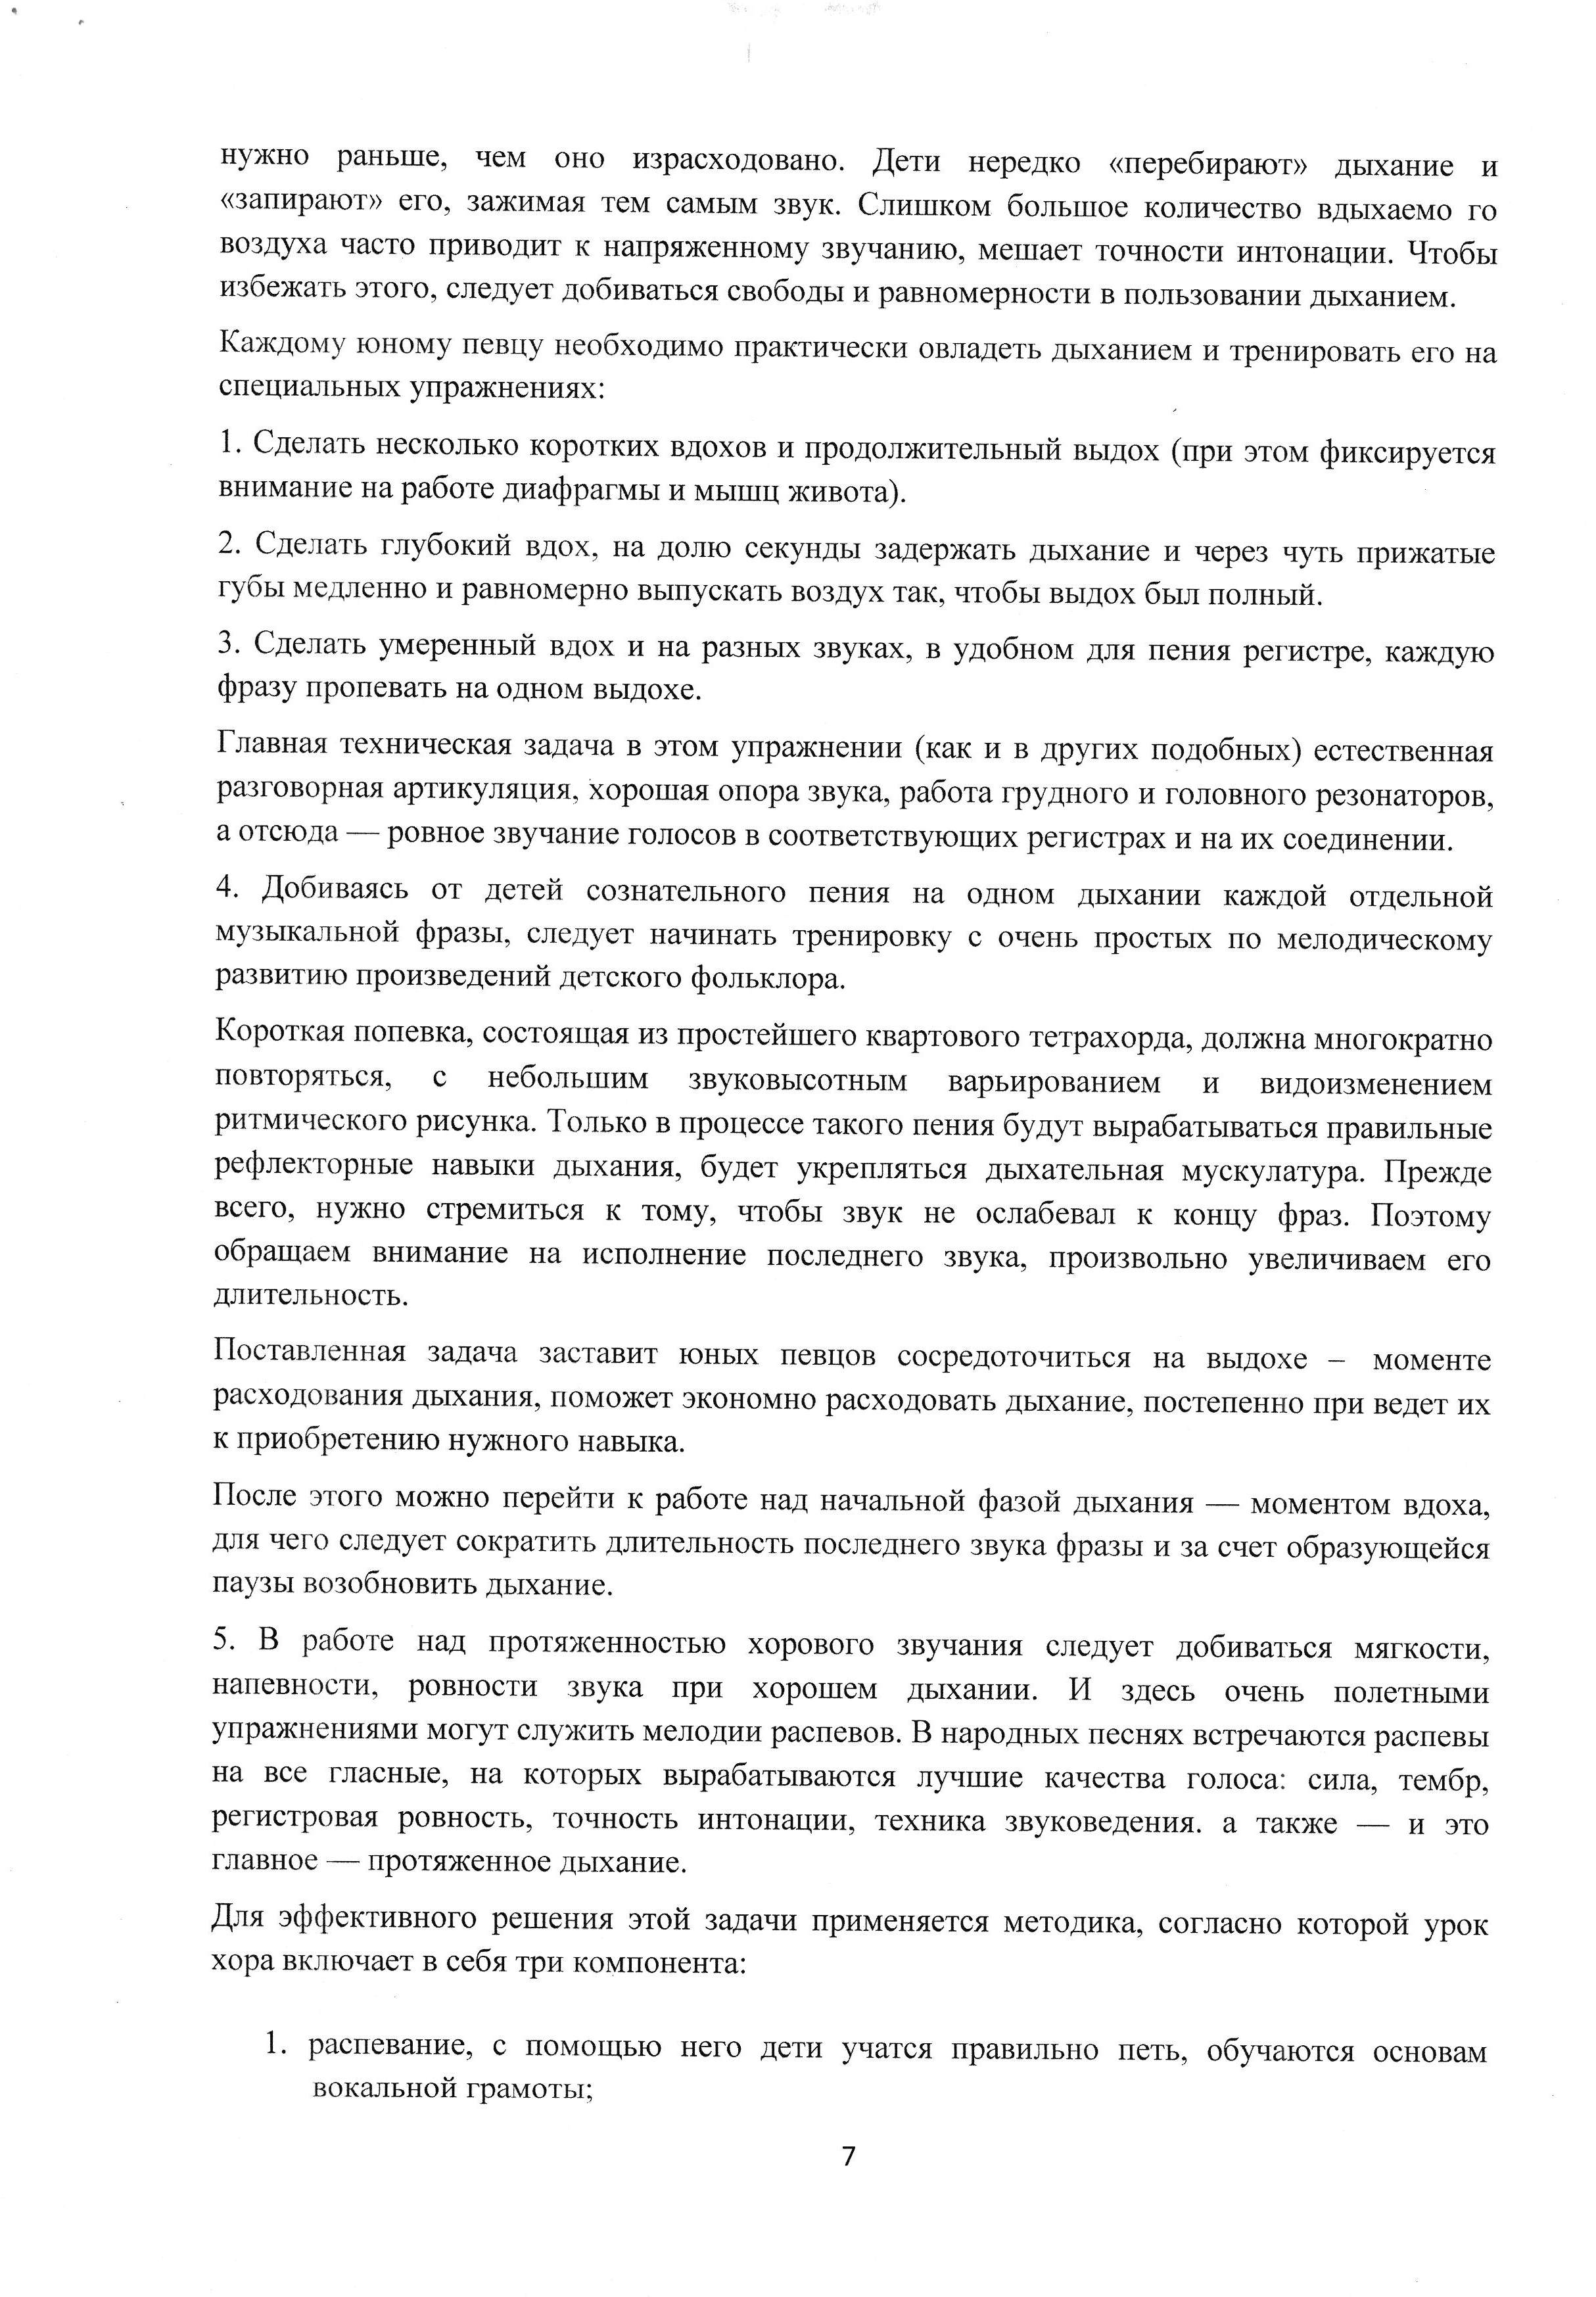 нужно раньше, чем оно израсходовано. Дети нередко «перебирают» дыхание и
«запирают» его, зажимая тем самым звук. Слишком большое количество вдыхаемо го
воздуха часто приводит к напряженному звучанию, мешает точности интонации. Чтобы
избежать этого, следует добиваться свободы и равномерности в пользовании дыханием.
Каждому юному певцу необходимо практически овладеть дыханием и тренировать его на
специальных упражнениях:
1. Сделать несколько коротких вдохов и продолжительный выдох (при этом фиксируется
внимание на работе диафрагмы и мышц живота).
2. Сделать глубокий вдох, на долю секунды задержать дыхание и через чуть прижатые
губы медленно и равномерно выпускать воздух так, чтобы выдох был полный.
3. Сделать умеренный вдох и на разных звуках, в удобном для пения регистре, каждую
фразу пропевать на одном выдохе.
Главная техническая задача в этом упражнении (как и в других подобных) естественная
разговорная артикуляция, хорошая опора звука, работа грудного и головного резонаторов,
а отсюда — ровное звучание голосов в соответствующих регистрах и на их соединении.
4. Добиваясь от детей сознательного пения на одном дыхании каждой отдельной
музыкальной фразы, следует начинать тренировку с очень простых по мелодическому
развитию произведений детского фольклора.
Короткая попевка, состоящая из простейшего квартового тетрахорда, должна многократно
повторяться, с небольшим звуковысотным варьированием и видоизменением
ритмического рисунка. Только в процессе такого пения будут вырабатываться правильные
рефлекторные навыки дыхания, будет укрепляться дыхательная мускулатура. Прежде
всего, нужно стремиться к тому, чтобы звук не ослабевал к концу фраз. Поэтому
обращаем внимание на исполнение последнего звука, произвольно увеличиваем его
длительность.
Поставленная задача заставит юных певцов сосредоточиться на выдохе – моменте
расходования дыхания, поможет экономно расходовать дыхание, постепенно при ведет их
к приобретению нужного навыка.
После этого можно перейти к работе над начальной фазой дыхания — моментом вдоха,
для чего следует сократить длительность последнего звука фразы и за счет образующейся
паузы возобновить дыхание.
5. В работе над протяженностью хорового звучания следует добиваться мягкости,
напевности, ровности звука при хорошем дыхании. И здесь очень полетными
упражнениями могут служить мелодии распевов. В народных песнях встречаются распевы
на все гласные, на которых вырабатываются лучшие качества голоса: сила, тембр,
регистровая ровность, точность интонации, техника звуковедения. а также — и это
главное — протяженное дыхание.
Для эффективного решения этой задачи применяется методика, согласно которой урок
хора включает в себя три компонента:
1. распевание, с помощью него дети учатся правильно петь, обучаются основам
вокальной грамоты;
7